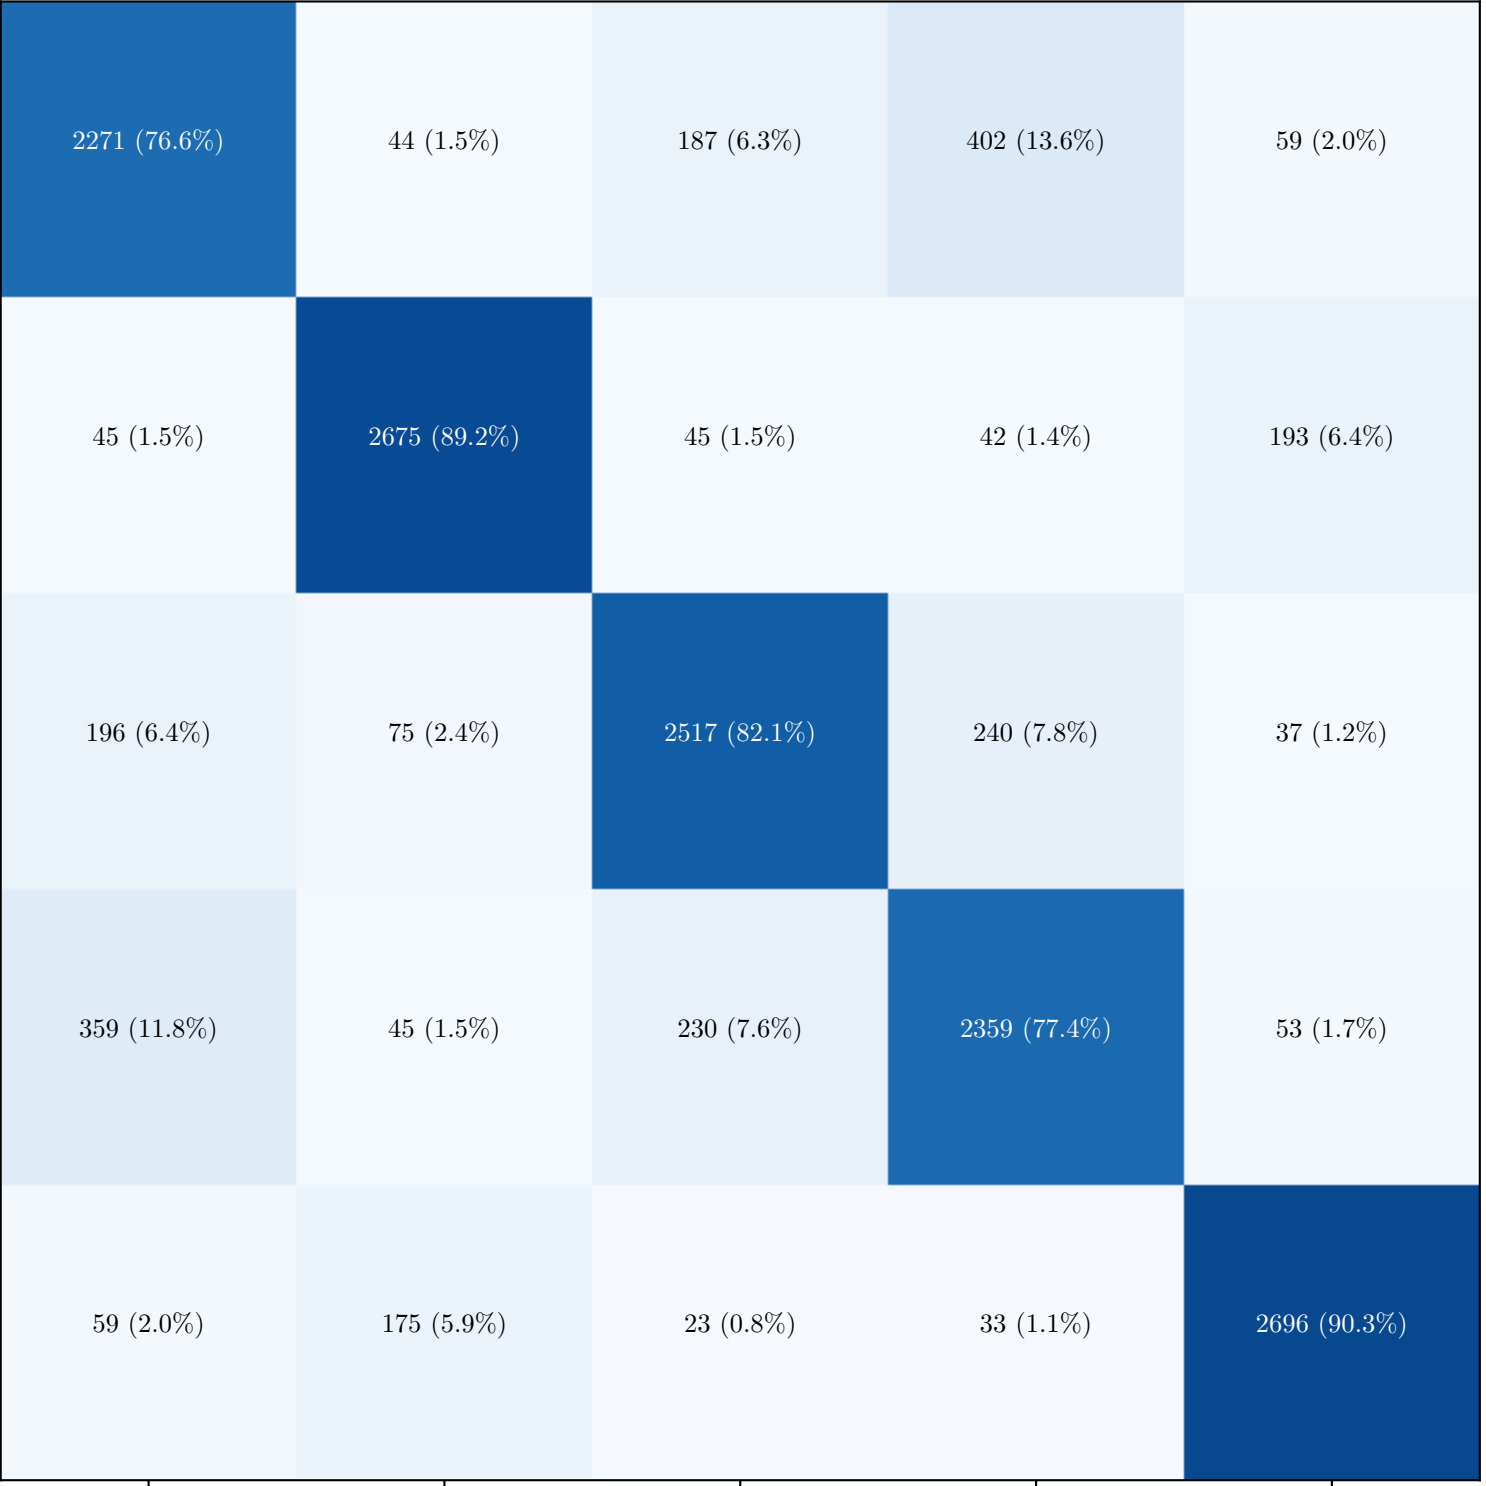 2271 (76.6%) 44 (1.5%) 187 (6.3%) 402 (13.6%) 59 (2.0%)
45 (1.5%) 2675 (89.2%) 45 (1.5%) 42 (1.4%) 193 (6.4%)
196 (6.4%) 75 (2.4%) 2517 (82.1%) 240 (7.8%) 37 (1.2%)
359 (11.8%) 45 (1.5%) 230 (7.6%) 2359 (77.4%) 53 (1.7%)
59 (2.0%) 175 (5.9%) 23 (0.8%) 33 (1.1%) 2696 (90.3%)